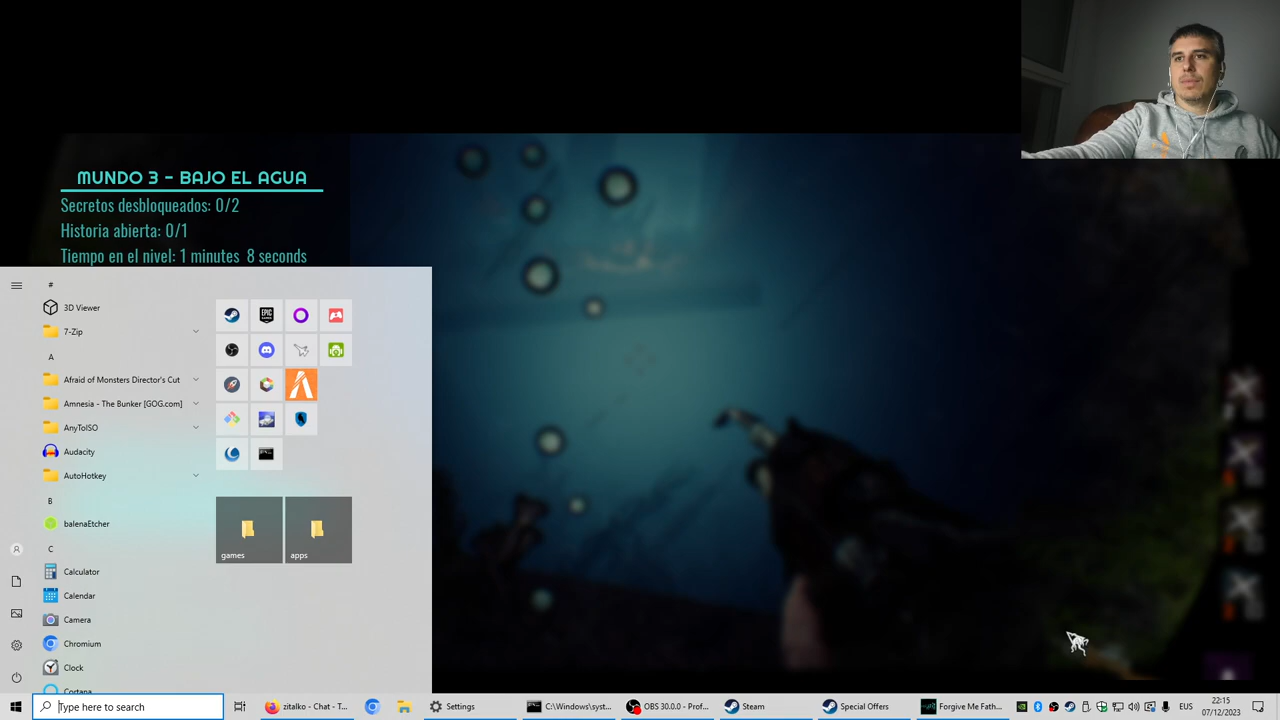 MUNDO 3 - BAJO EL AGUA
Secretos desbloqueados: 0/2
Historia abierta: 0/1
Tiempo en el nivel: 1 minutes 8 seconds
#
3D Viewer
7-Zip
A
Afraid of Monsters Director's Cut
Amnesia - The Bunker [GOG.com]
AnyToISO
Audacity
AutoHotkey
B
balenaEtcher
C
Calculator
Calendar
Camera
Chromium
Clock
Cortana
EPIC GAMES
games
apps
Type here to search
zitalko - Chat - T...
Settings
C:\Windows\syst...
OBS 30.0.0 - Prof...
Steam
Special Offers
Forgive Me Fath...
EUS
22:15
07/12/2023